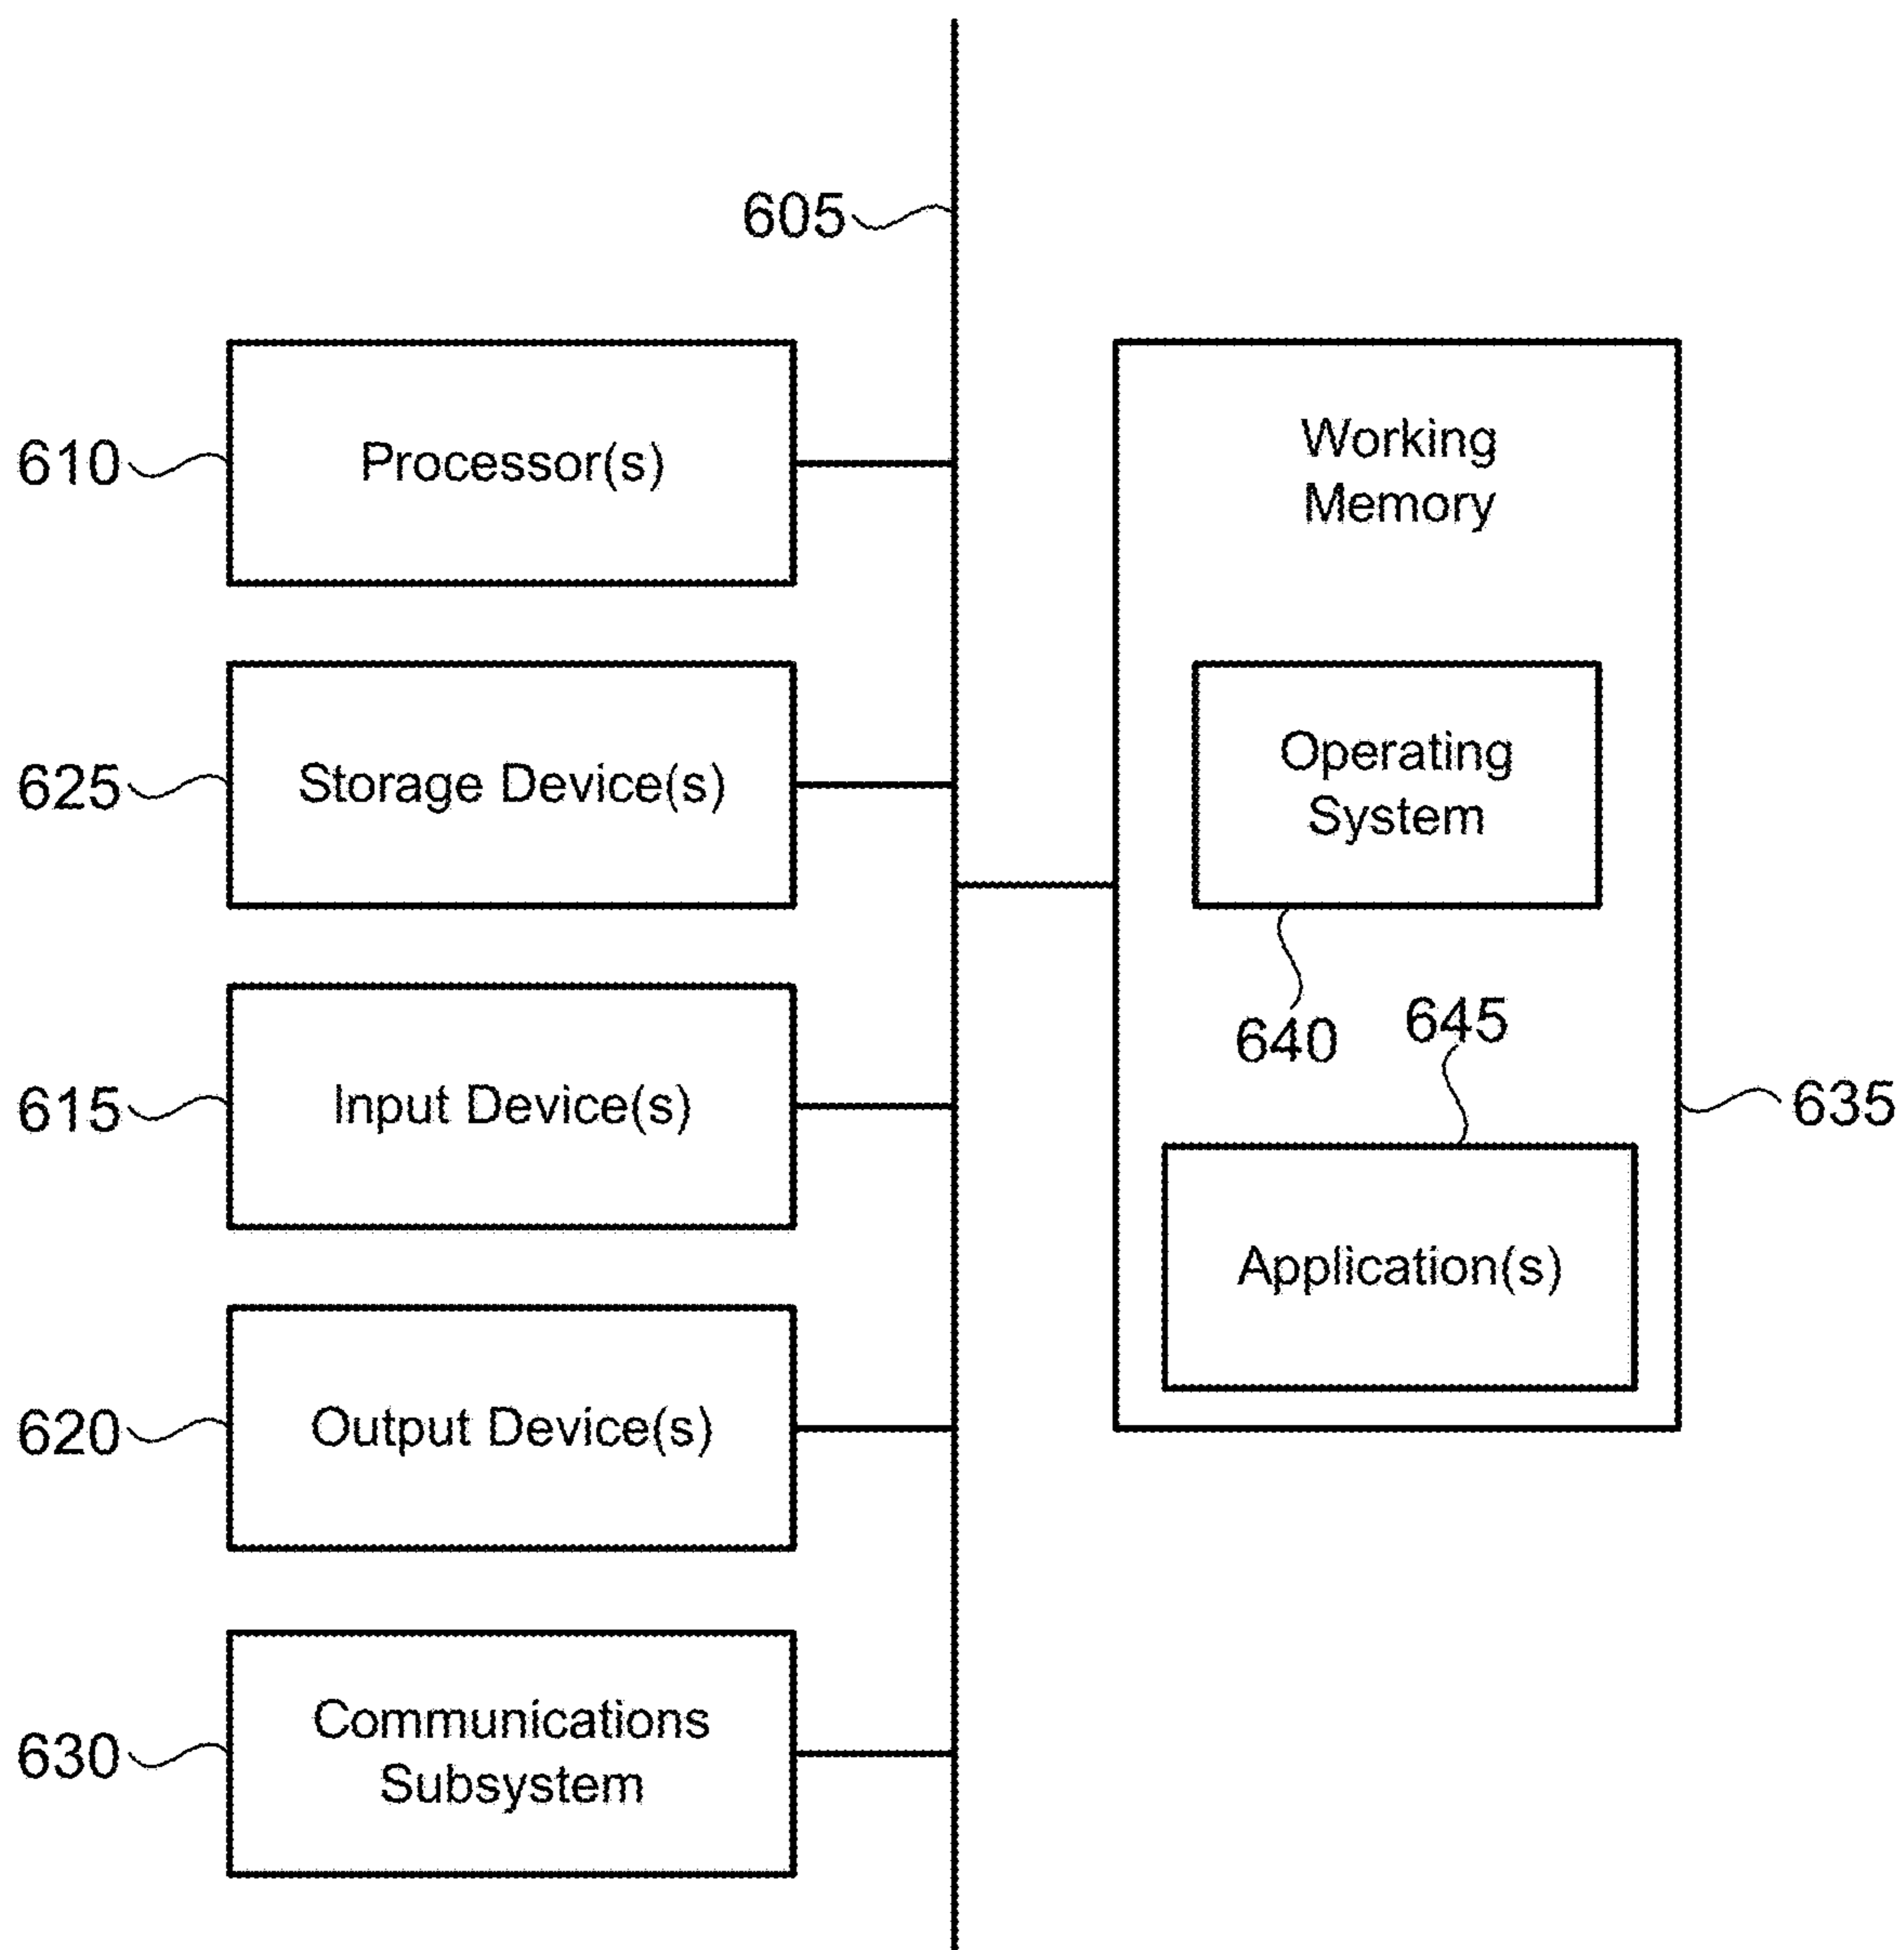 605
610
Processor(s)
625
Storage Device(s)
615
Input Device(s)
620
Output Device(s)
630
Communications
Subsystem
Working
Memory
Operating
System
640
645
635
Application(s)